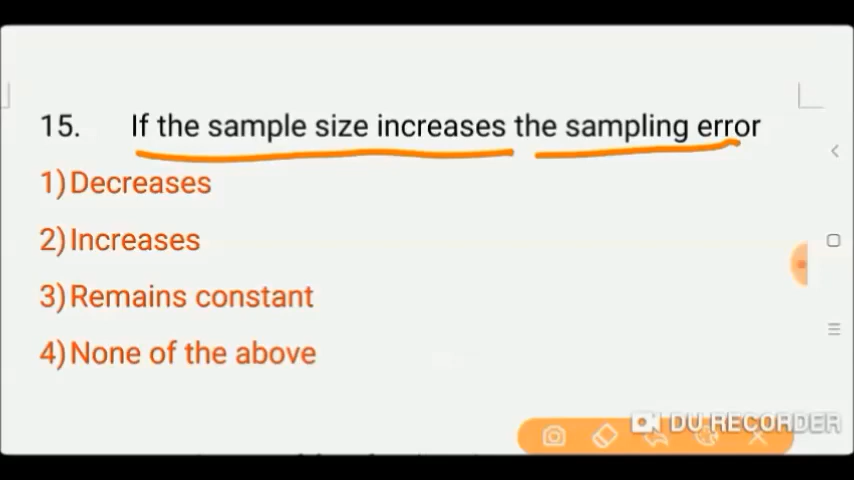 15. If the sample size increases the sampling error
1) Decreases
2) Increases
3) Remains constant
4) None of the above
DU RECORDER